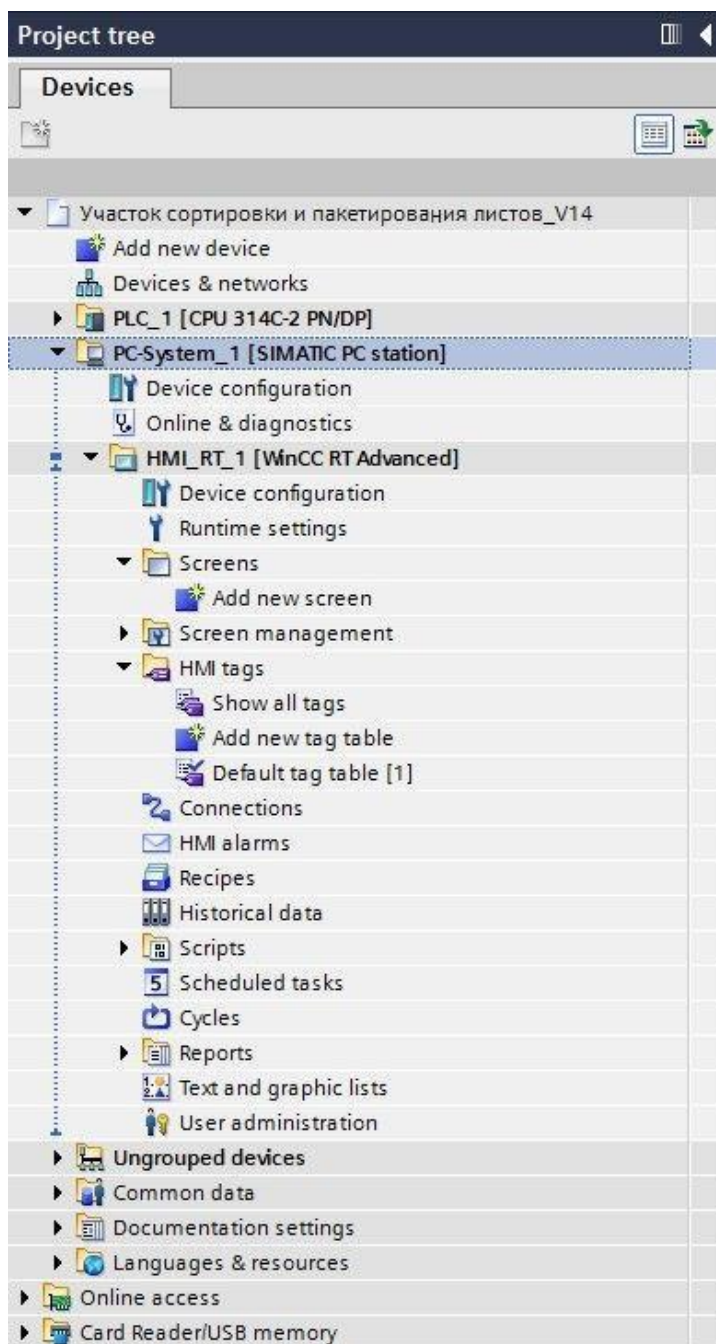 Project tree
Devices
Участок сортировки и пакетирования листов_V14
Add new device
Devices & networks
PLC_1 [CPU 314C-2 PN/DP]
PC-System_1 [SIMATIC PC station]
Device configuration
Online & diagnostics
HMI_RT_1 [WinCC RT Advanced]
Device configuration
Runtime settings
Screens
Add new screen
Screen management
HMI tags
Show all tags
Add new tag table
Default tag table [1]
Connections
HMI alarms
Recipes
Historical data
Scripts
5 Scheduled tasks
Cycles
Reports
Text and graphic lists
User administration
Ungrouped devices
Common data
Documentation settings
Languages & resources
Online access
Card Reader/USB memory